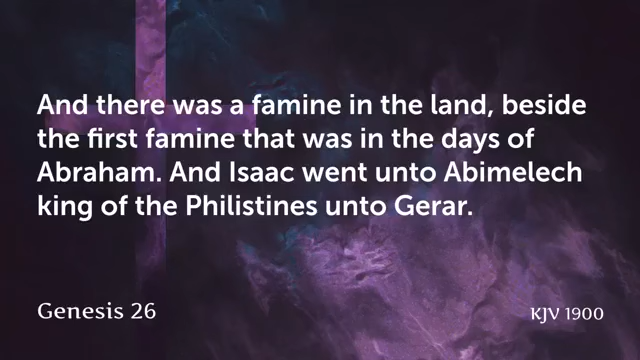 And there was a famine in the land, beside
the first famine that was in the days of
Abraham. And Isaac went unto Abimelech
king of the Philistines unto Gerar.
Genesis 26
KJV 1900